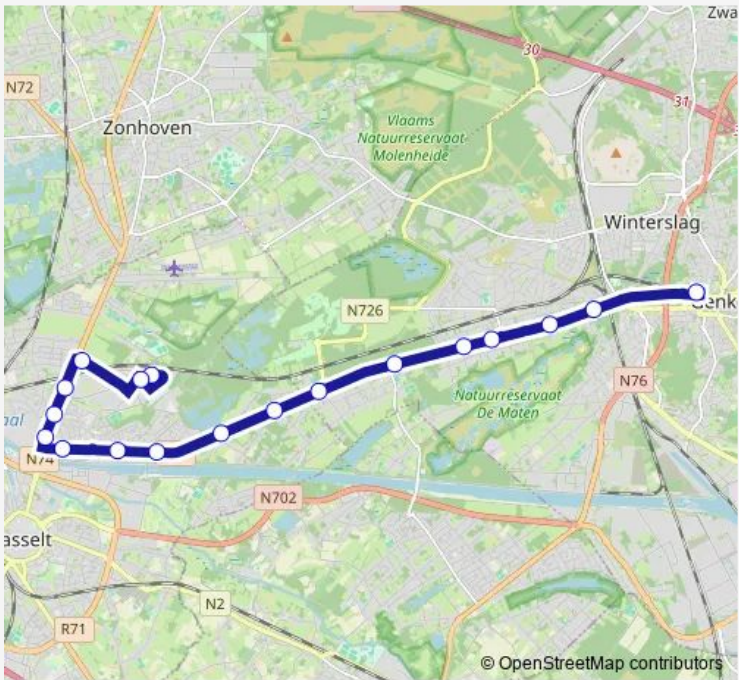 Zwa
30
N72
31
Zonhoven
Vlaams
Natuurreservaat
Molenheide
Winterslag
N726
Genk
N76
Natuurreservaat
De Maten
aal
N74
N702
asselt
N2
R71
© OpenStreetMap contributors